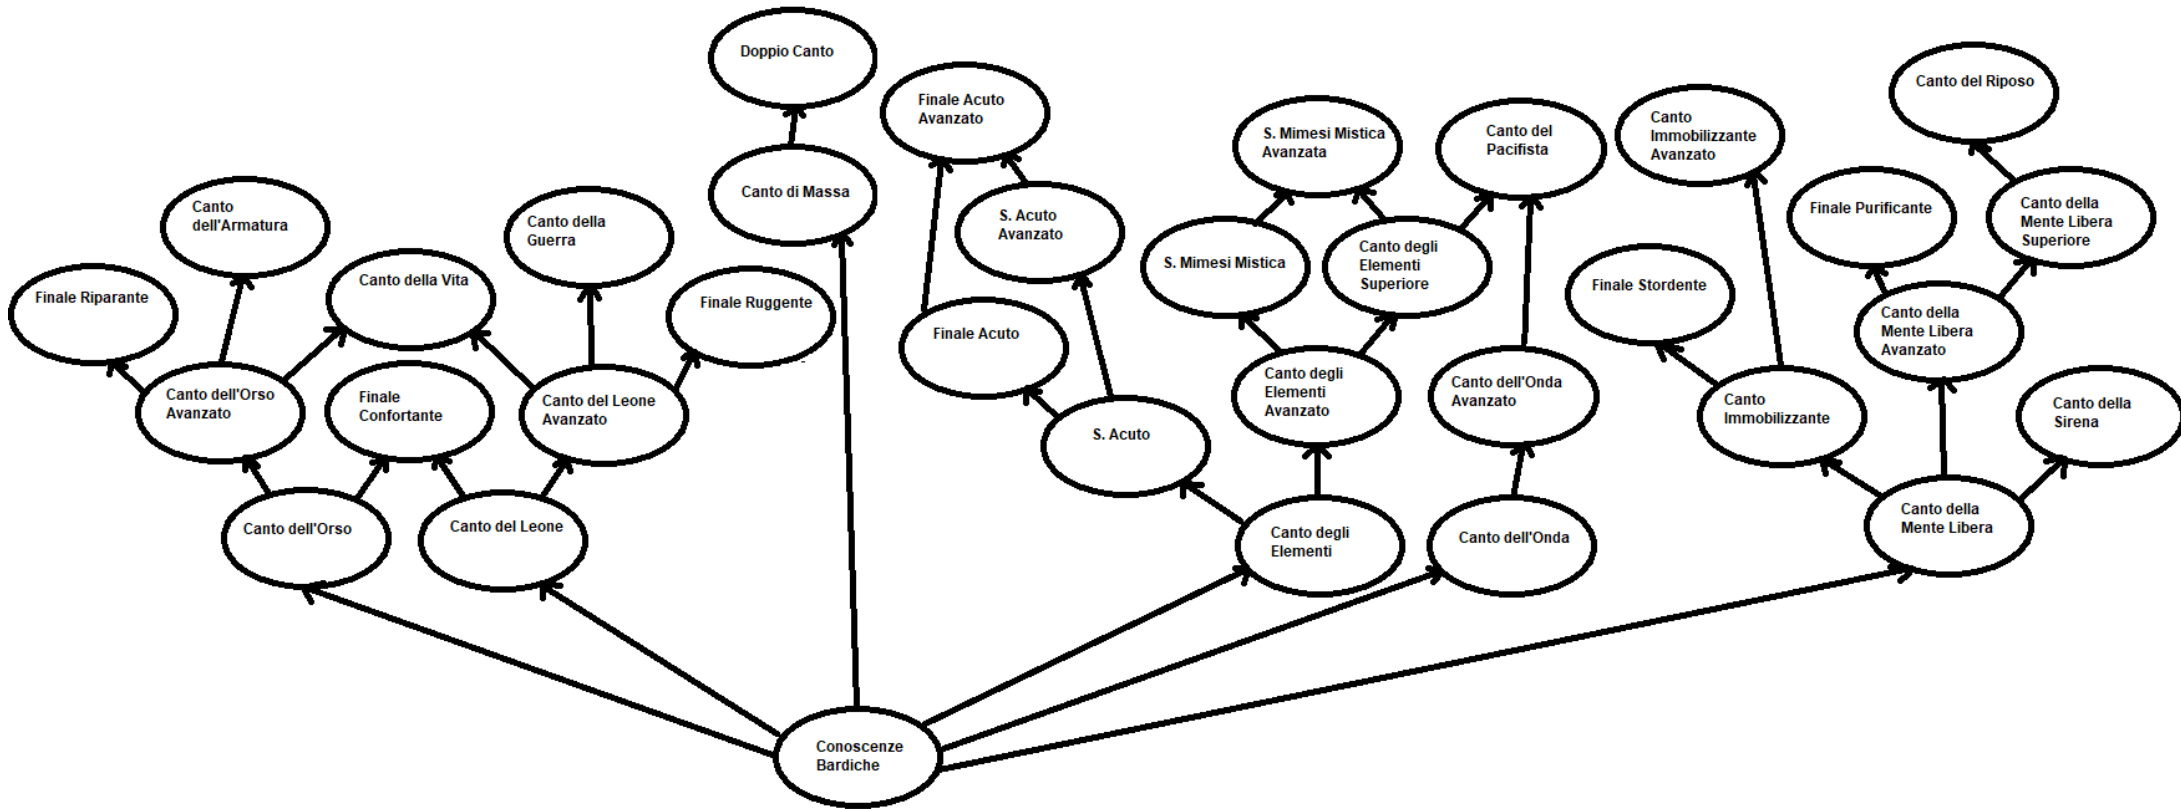 Doppio Canto
Canto del Riposo
Finale Acuto
Avanzato
Canto
Immobilizzante
Avanzato
S. Mimesi Mistica
Avanzata
Canto del
Pacifista
Canto di Massa
Canto
dell'Armatura
Canto della
Guerra
S. Acuto
Avanzato
Finale Purificante
Canto della
Mente Libera
Superiore
Canto della Vita
S. Mimesi Mistica
Canto degli
Elementi
Superiore
Finale Riparante
Finale Ruggente
Finale Stordente
Finale Acuto
Canto della
Mente Libera
Avanzato
Canto dell'Orso
Avanzato
Finale
Confortante
Canto del Leone
Avanzato
Canto degli
Elementi
Avanzato
Canto dell'Onda
Avanzato
Canto
Immobilizzante
Canto della
Sirena
S. Acuto
Canto dell'Orso
Canto del Leone
Canto degli
Elementi
Canto dell'Onda
Canto della
Mente Libera
Conoscenze
Bardiche